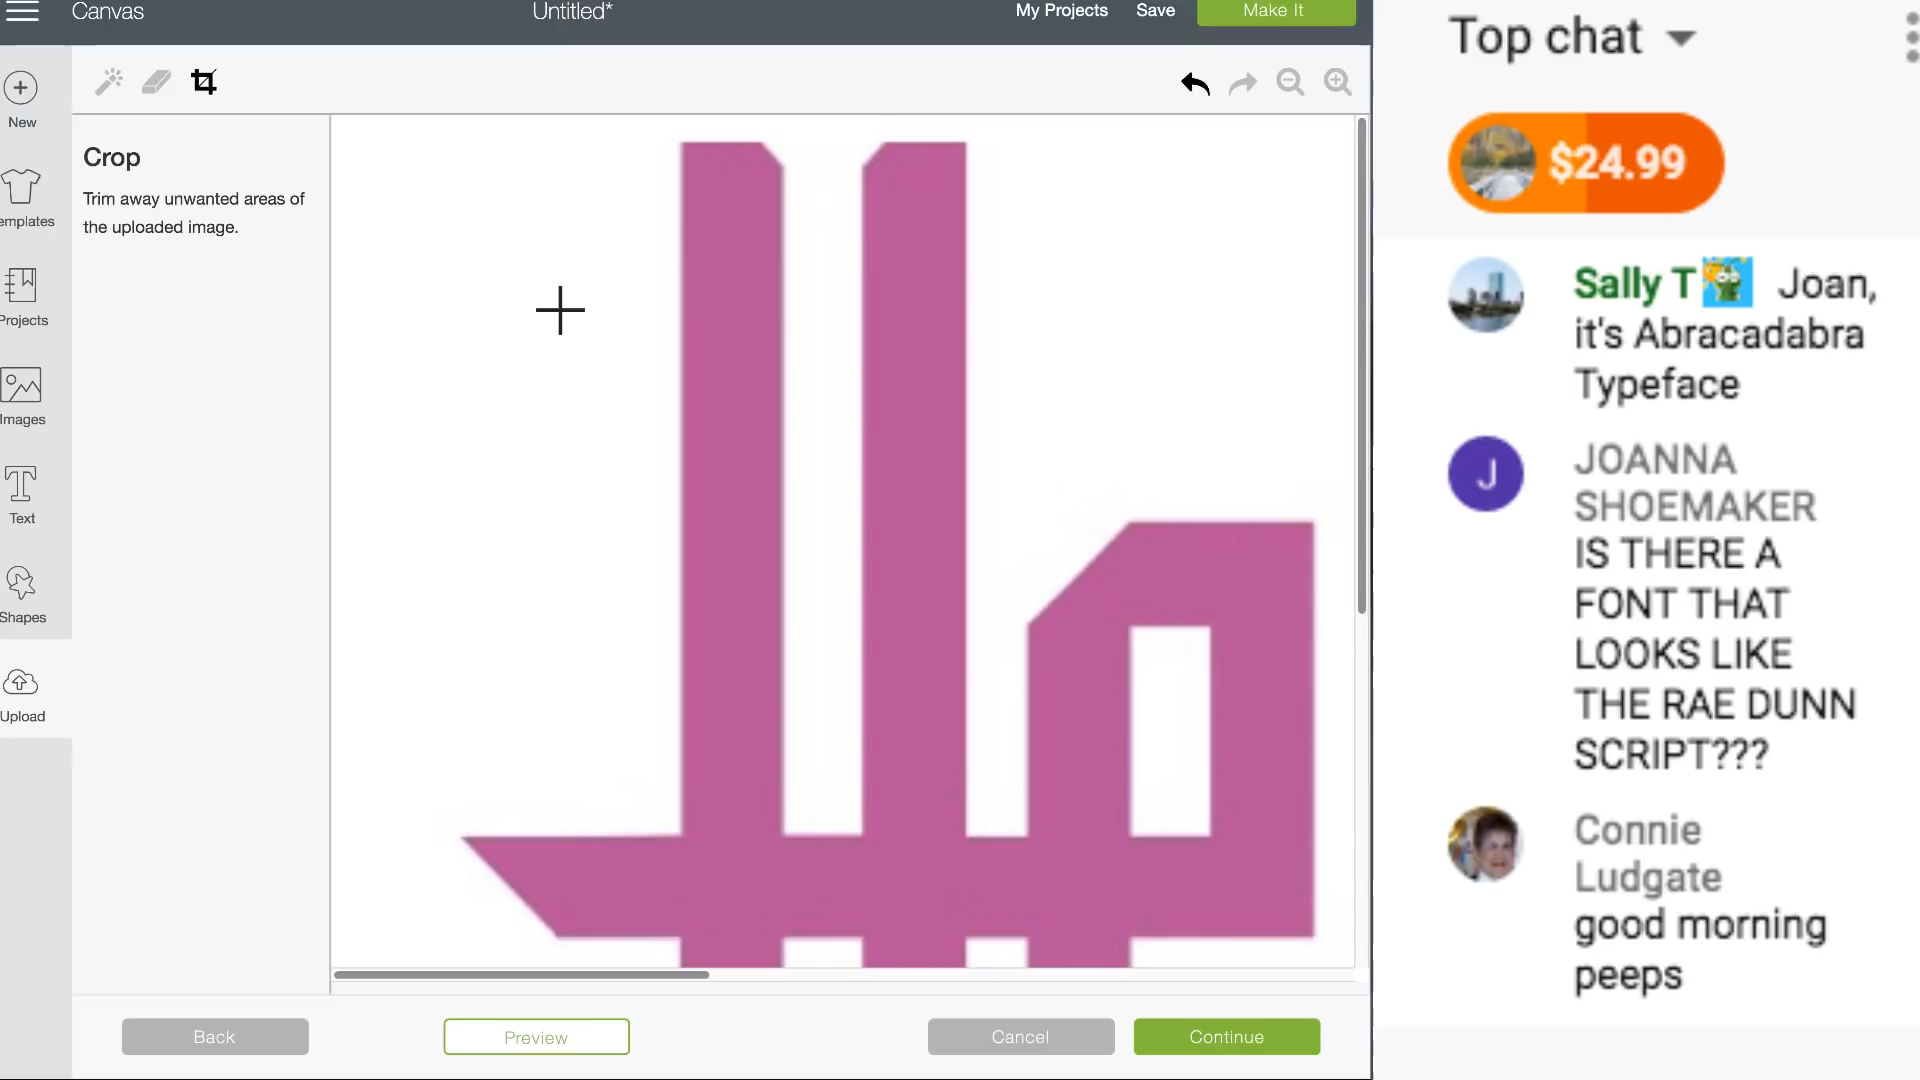 Canvas
Untitled*
My Projects
Save
Make It
New
emplates
Projects
Images
Text
Shapes
Upload
Crop
Trim away unwanted areas of
the uploaded image.
Back
Preview
Cancel
Continue
Top chat
$24.99
Sally T Joan,
it's Abracadabra
Typeface
J
JOANNA
SHOEMAKER
IS THERE A
FONT THAT
LOOKS LIKE
THE RAE DUNN
SCRIPT???
Connie
Ludgate
good morning
peeps